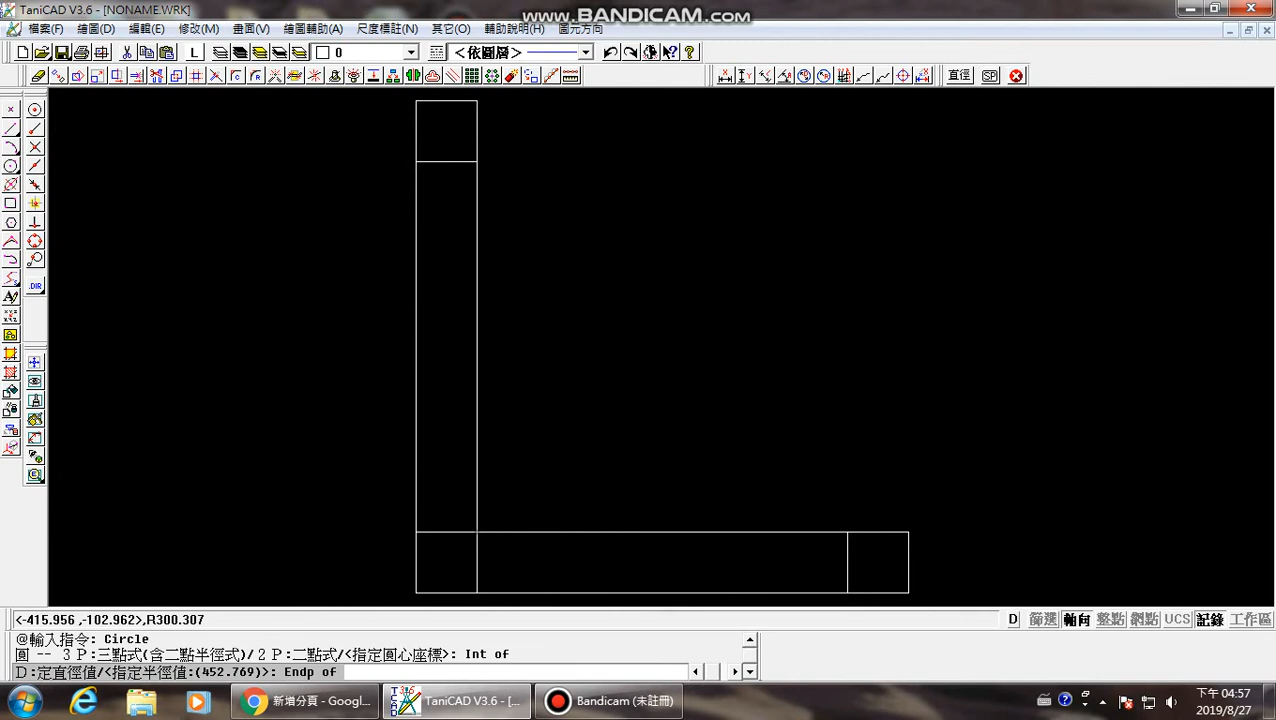 TaniCAD V3.6 - [NONAME.WRK]
www.BANDICAM.com
檔案(F) 繪圖(D) 編輯(E) 修改(M) 畫面(V) 繪圖輔助(A) 尺度標註(N) 其它(O) 輔助說明(H) 圖元方向
L 0 <依圖層>
直徑 SP
.DIR
<-415.956 ,-102.962>,R300.307 D 篩選 軸向 整點 網點 UCS 記錄 工作區
@輸入指令: Circle
圓 -- 3 P:三點式(含二點半徑式)/2 P:二點式/<指定圓心座標>: Int of
D:定直徑值/<指定半徑值:(452.769)>: Endp of
新增分頁 - Googl... TaniCAD V3.6 - [... Bandicam (未註冊)
下午 04:57
2019/8/27